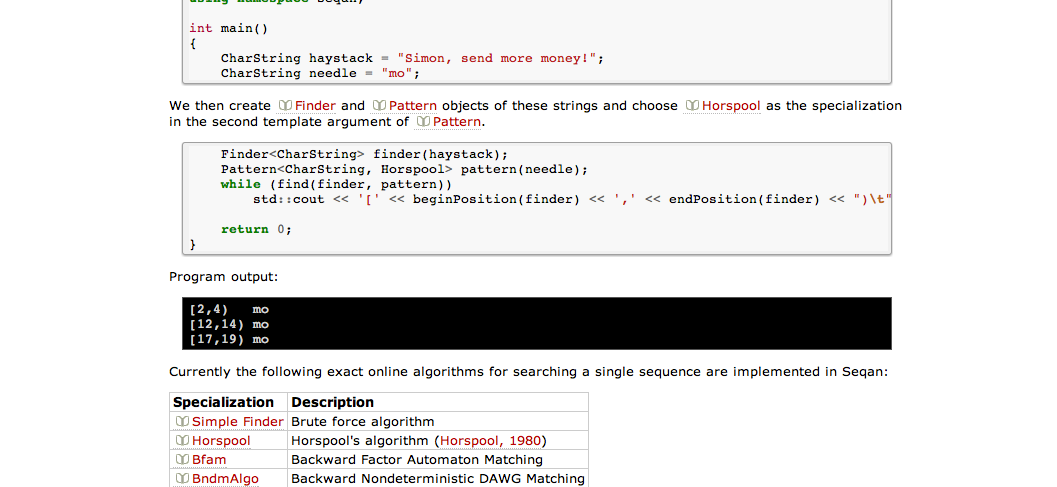 int main()
{
CharString haystack = "Simon, send more money!";
CharString needle = "mo";
We then create Finder and Pattern objects of these strings and choose Horspool as the specialization
in the second template argument of Pattern.
Finder<CharString> finder(haystack);
Pattern<CharString, Horspool> pattern(needle);
while (find(finder, pattern))
std::cout << '[' << beginPosition(finder) << ',' << endPosition(finder) << ")\t"
return 0;
}
Program output:
[2,4) mo
[12,14) mo
[17,19) mo
Currently the following exact online algorithms for searching a single sequence are implemented in Seqan:
Specialization Description
Simple Finder Brute force algorithm
Horspool Horspool's algorithm (Horspool, 1980)
Bfam Backward Factor Automaton Matching
BndmAlgo Backward Nondeterministic DAWG Matching